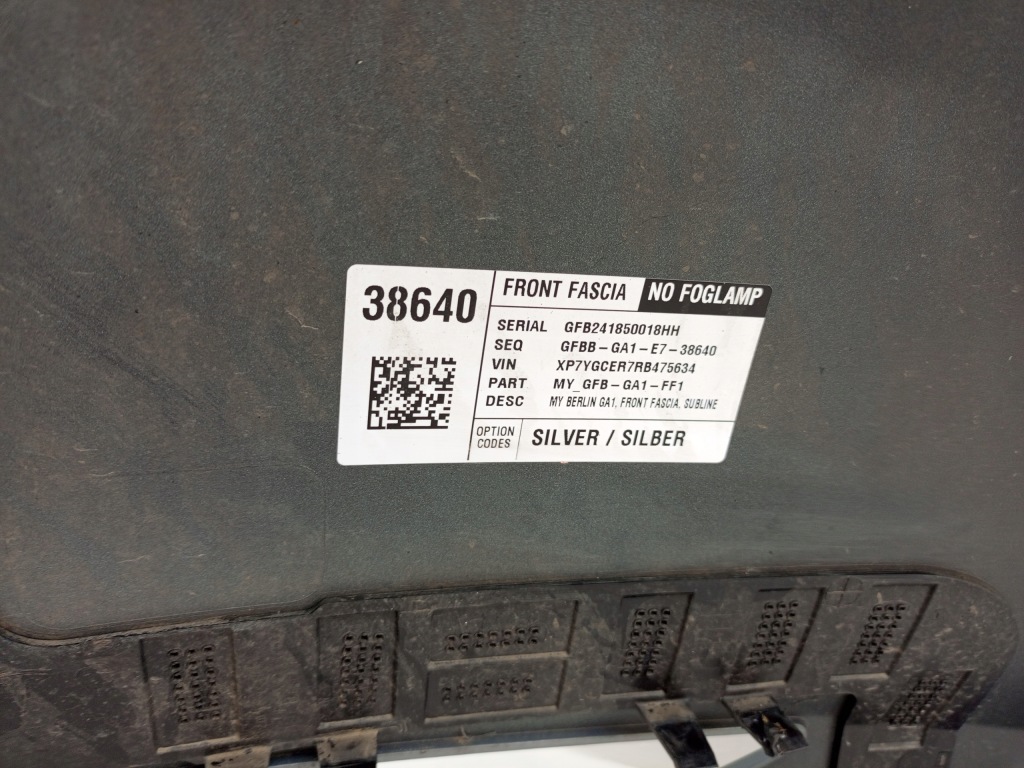 38640
FRONT FASCIA NO FOGLAMP
SERIAL GFB241850018HH
SEQ GFBB-GA1-E7-38640
VIN XP7YGCER7RB475634
PART MY_GFB-GA1-FF1
DESC MY BERLIN GA1, FRONT FASCIA, SUBLINE
OPTION CODES SILVER / SILBER